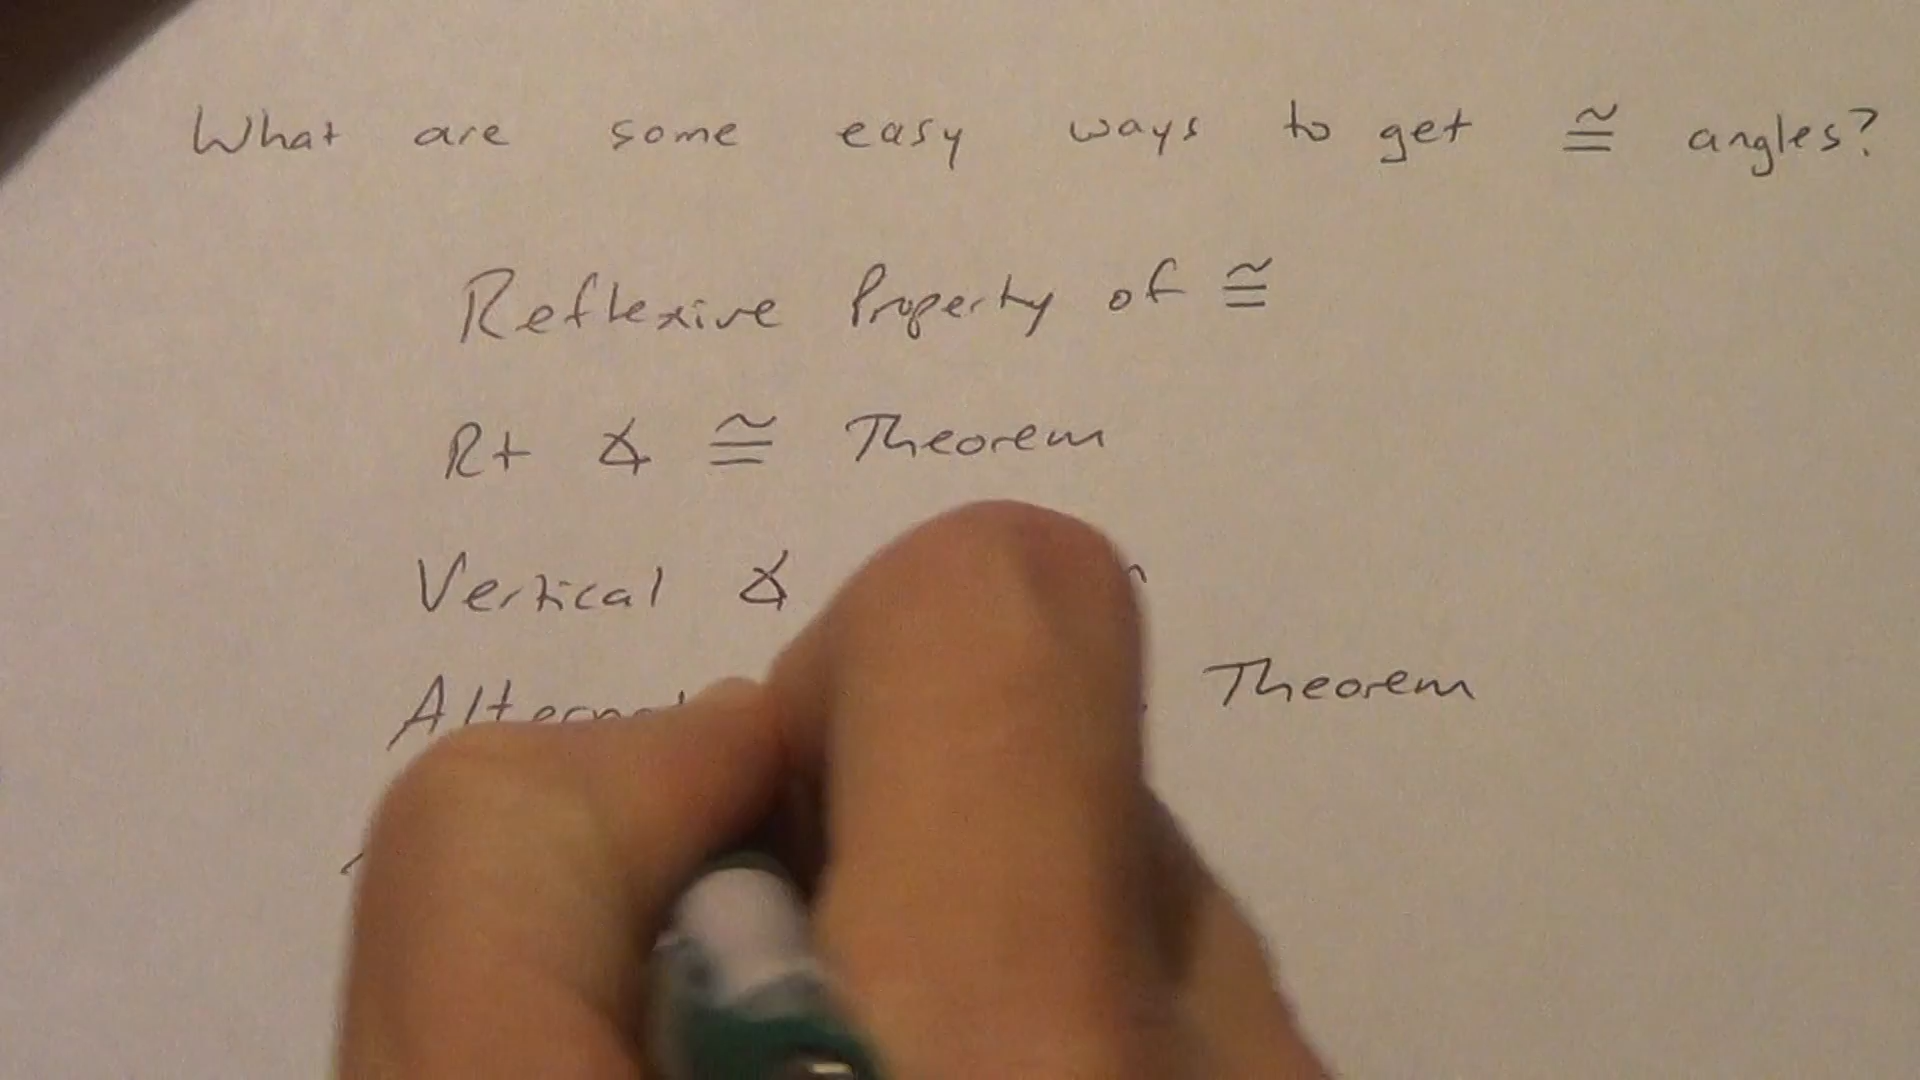 What are some easy ways to get ≅ angles?
Reflexive Property of ≅
Rt ∡ ≅ Theorem
Vertical ∡
Theorem